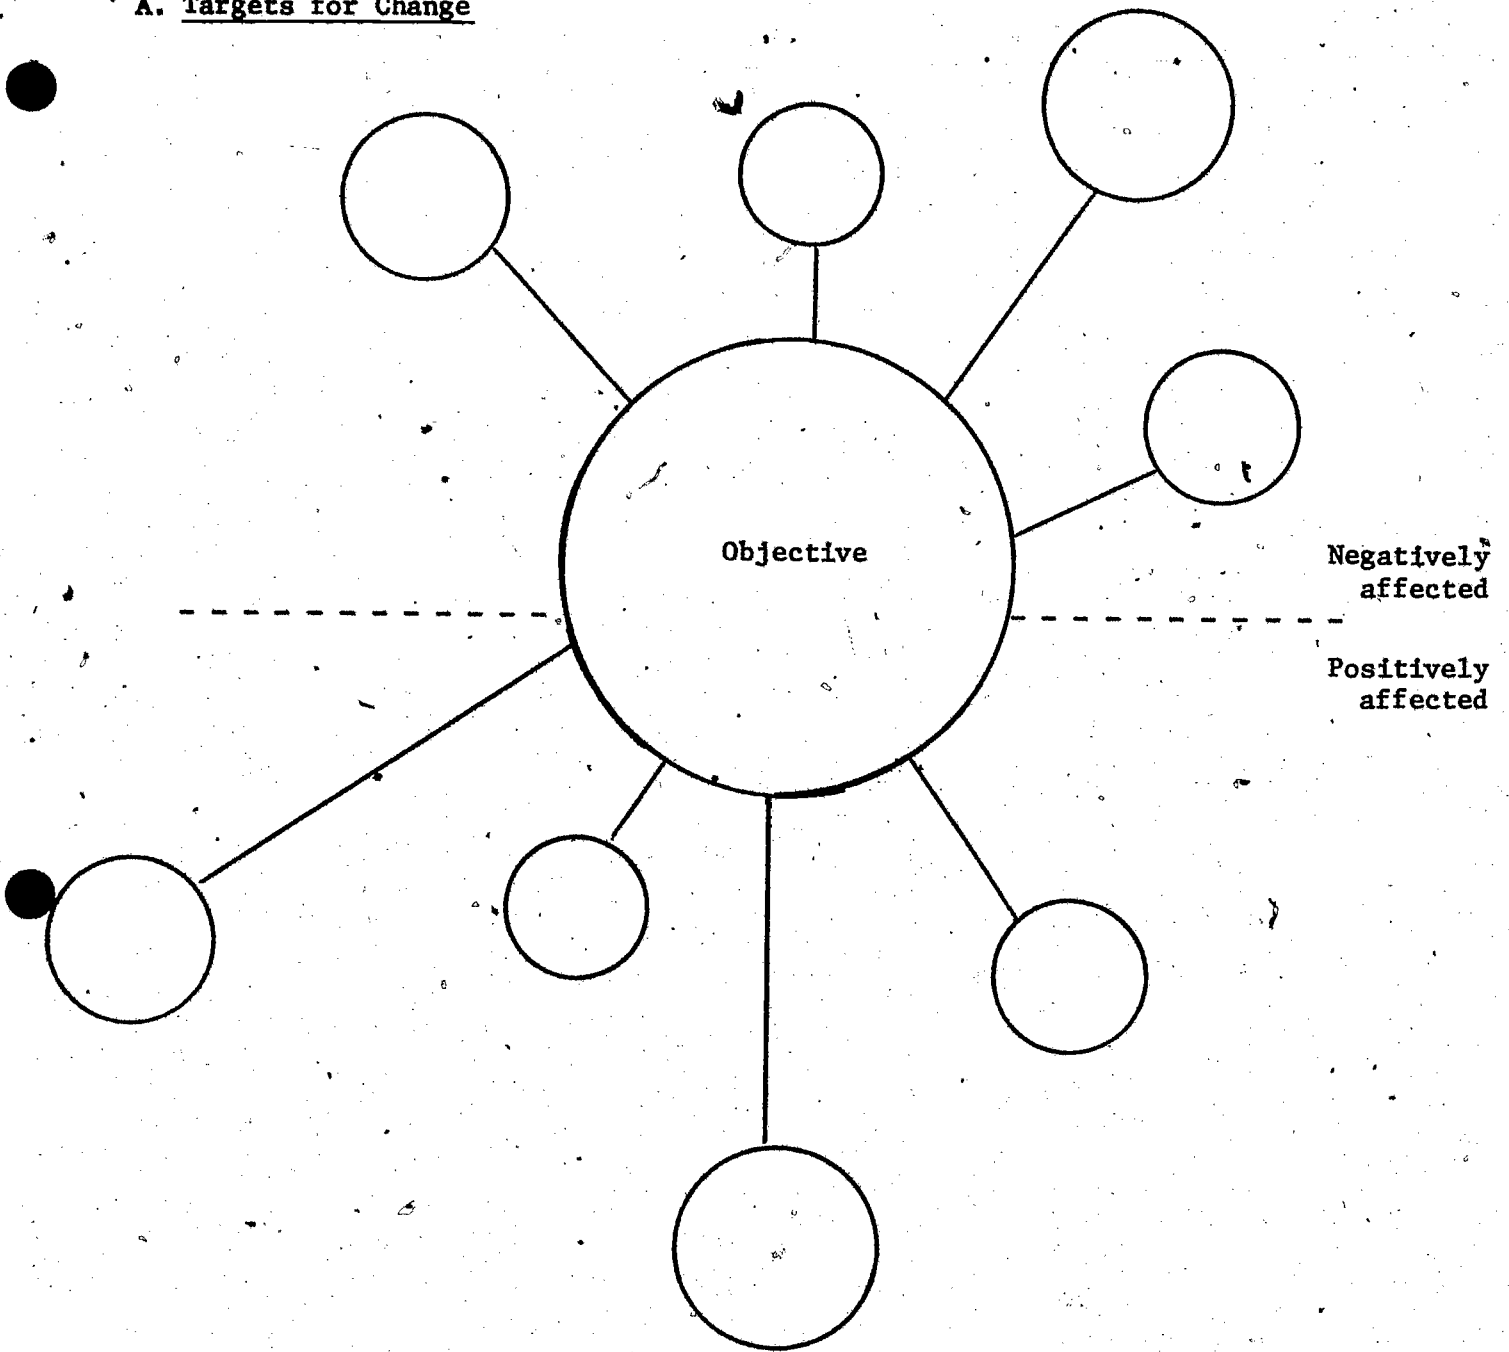 A. Targets for Change
Objective
Negatively
affected
Positively
affected